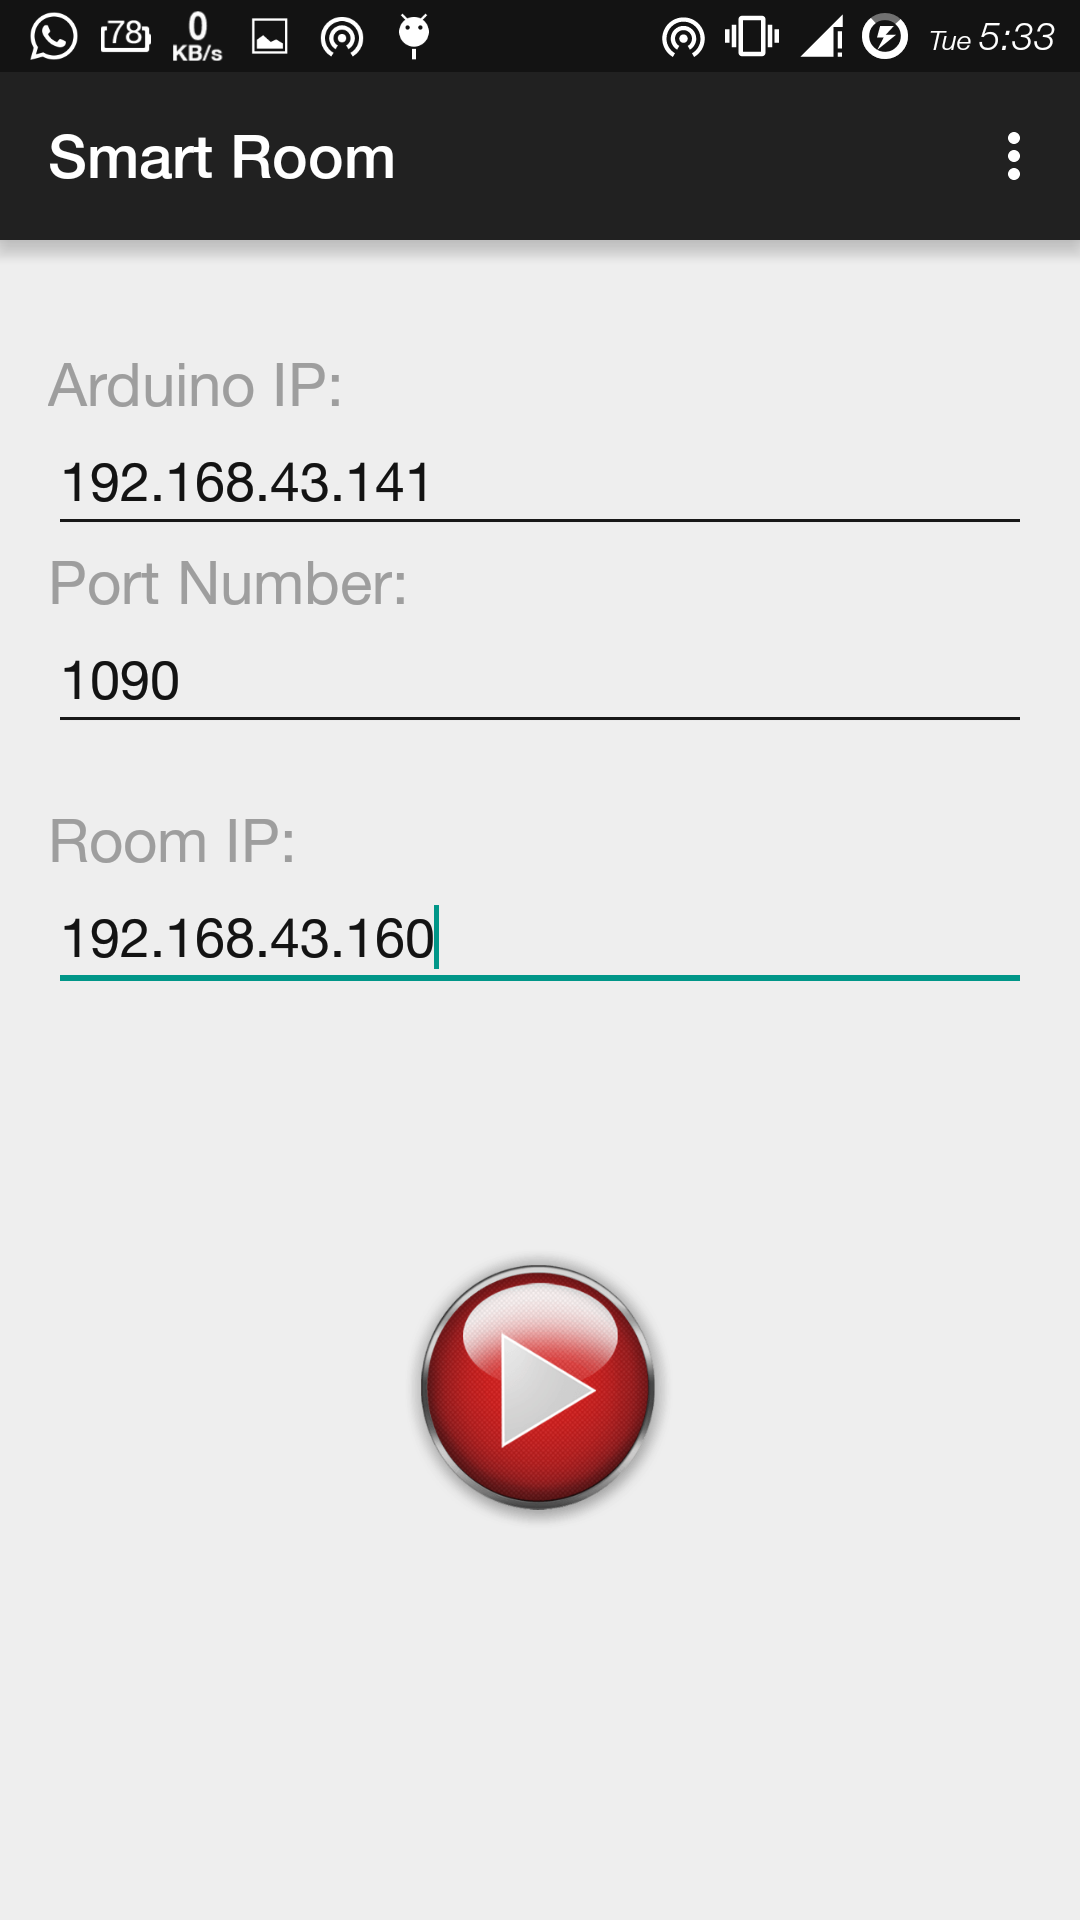 78 0 KB/s Tue 5:33
Smart Room
Arduino IP:
192.168.43.141
Port Number:
1090
Room IP:
192.168.43.160